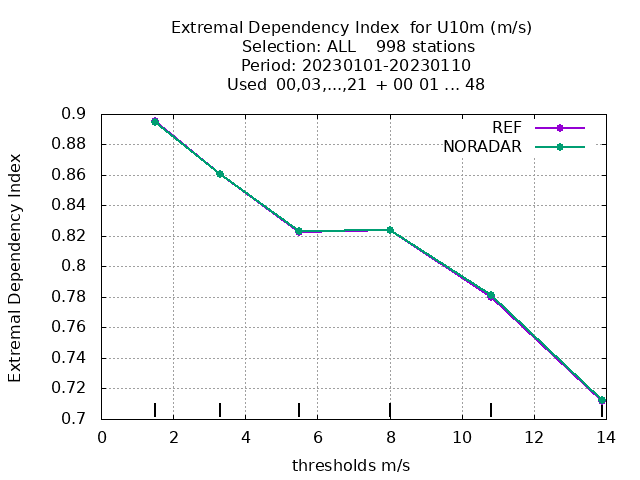 Extremal Dependency Index  for U10m (m/s)
Selection: ALL    998 stations
Period: 20230101-20230110
Used  00,03,...,21  + 00 01 ... 48
Extremal Dependency Index
0.9
0.88
0.86
0.84
0.82
0.8
0.78
0.76
0.74
0.72
0.7
REF
NORADAR
0 2 4 6 8 10 12 14
thresholds m/s